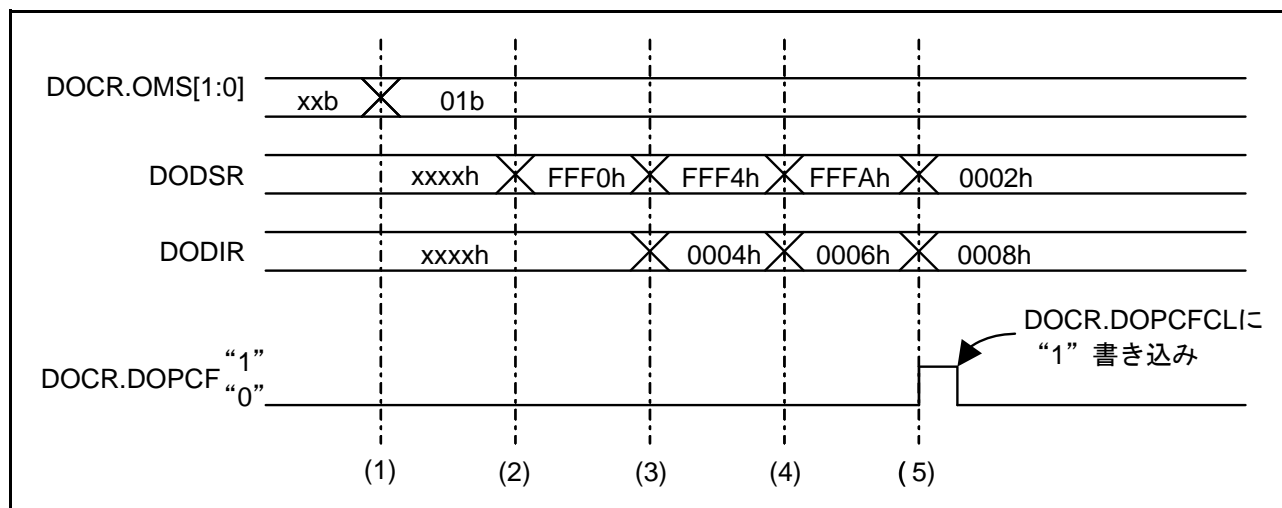 DOCR.OMS[1:0] xxb 01b
DODSR xxxxh FFF0h FFF4h FFFAh 0002h
DODIR xxxxh 0004h 0006h 0008h
DOCR.DOPCFCLに
“1” 書き込み
DOCR.DOPCF “1”
“0”
(1) (2) (3) (4) (5)